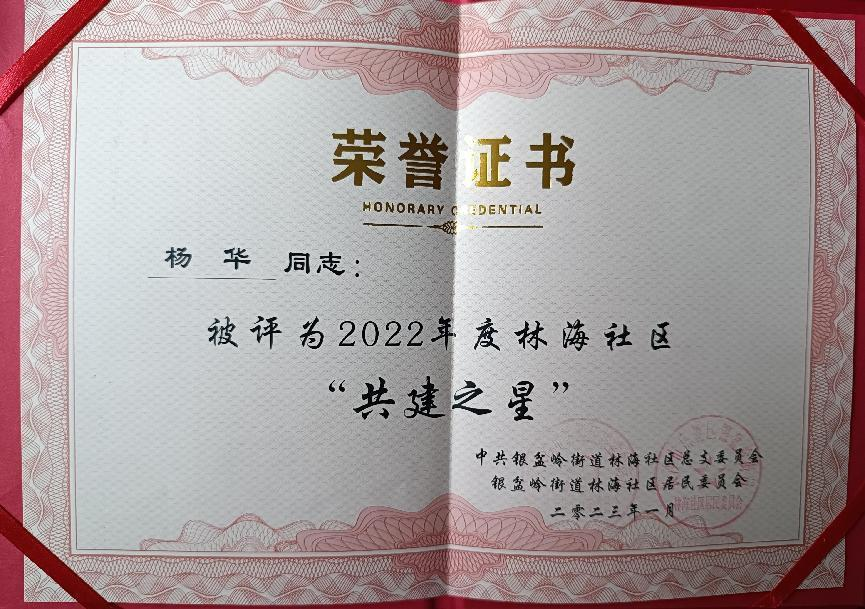 荣誉证书
HONORARY CREDENTIAL
杨 华 同志：
被评为2022年度林海社区
“共建之星”
中共银盆岭街道林海社区总支委员会
银盆岭街道林海社区居民委员会
二零二三年一月